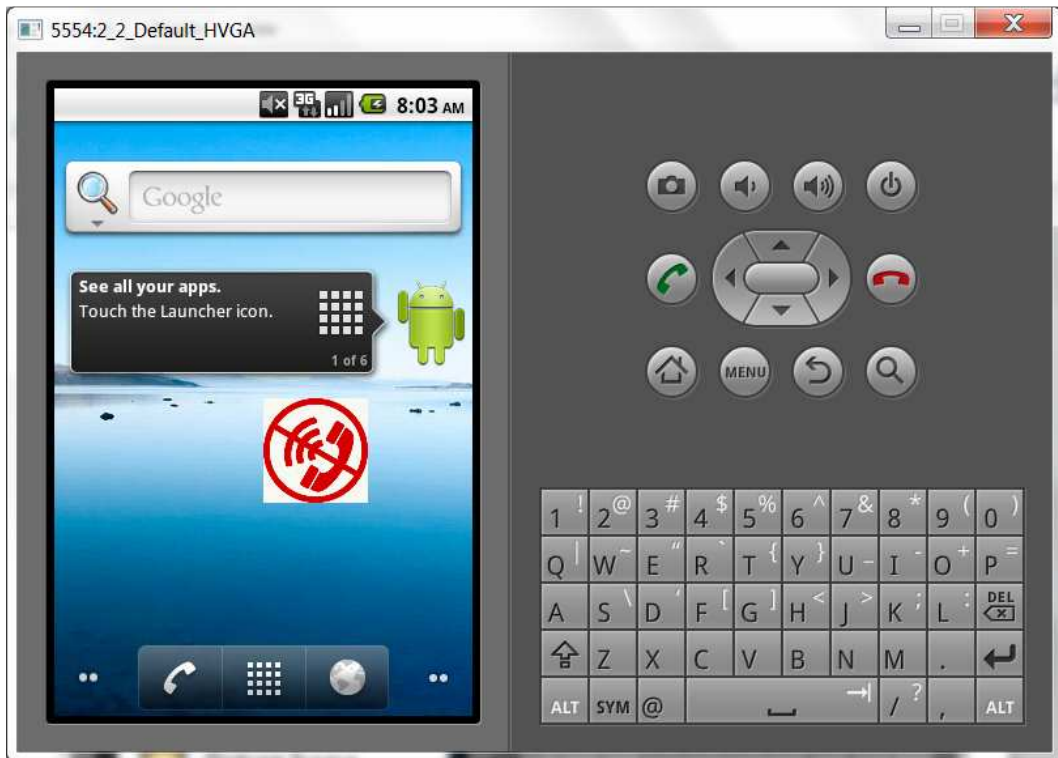 5554:2_2_Default_HVGA
3G
8:03 AM
Google
See all your apps.
Touch the Launcher icon.
1 of 6
MENU
1 ! 2 @ 3 # 4 $ 5 % 6 ^ 7 & 8 * 9 ( 0 )
Q | W ~ E " R ` T { Y } U _ I - O + P =
A S \ D ' F [ G ] H < J > K ; L : DEL
Z X C V B N M .
ALT SYM @ / ? , ALT